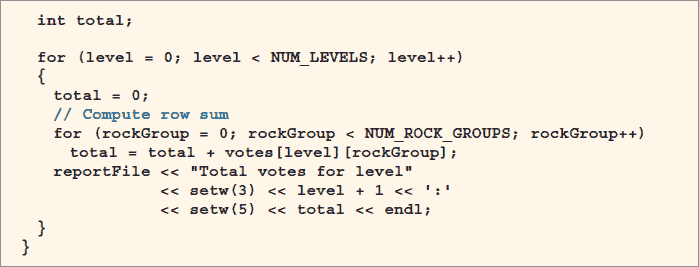 int total;
for (level = 0; level < NUM_LEVELS; level++)
{
total = 0;
// Compute row sum
for (rockGroup = 0; rockGroup < NUM_ROCK_GROUPS; rockGroup++)
total = total + votes[level][rockGroup];
reportFile << "Total votes for level"
<< setw(3) << level + 1 << ':'
<< setw(5) << total << endl;
}
}